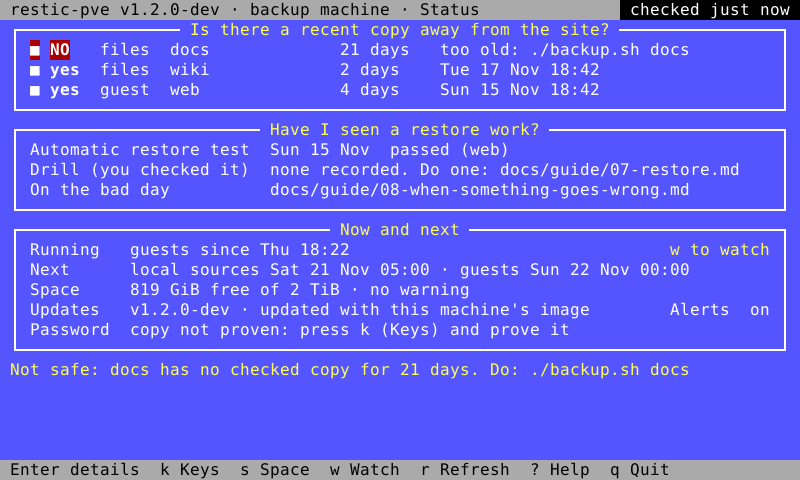 restic-pve v1.2.0-dev · backup machine · Status checked just now
Is there a recent copy away from the site?
■ NO files docs 21 days too old: ./backup.sh docs
■ yes files wiki 2 days Tue 17 Nov 18:42
■ yes guest web 4 days Sun 15 Nov 18:42
Have I seen a restore work?
Automatic restore test Sun 15 Nov passed (web)
Drill (you checked it) none recorded. Do one: docs/guide/07-restore.md
On the bad day docs/guide/08-when-something-goes-wrong.md
Now and next
Running guests since Thu 18:22 w to watch
Next local sources Sat 21 Nov 05:00 · guests Sun 22 Nov 00:00
Space 819 GiB free of 2 TiB · no warning
Updates v1.2.0-dev · updated with this machine's image Alerts on
Password copy not proven: press k (Keys) and prove it
Not safe: docs has no checked copy for 21 days. Do: ./backup.sh docs
Enter details k Keys s Space w Watch r Refresh ? Help q Quit